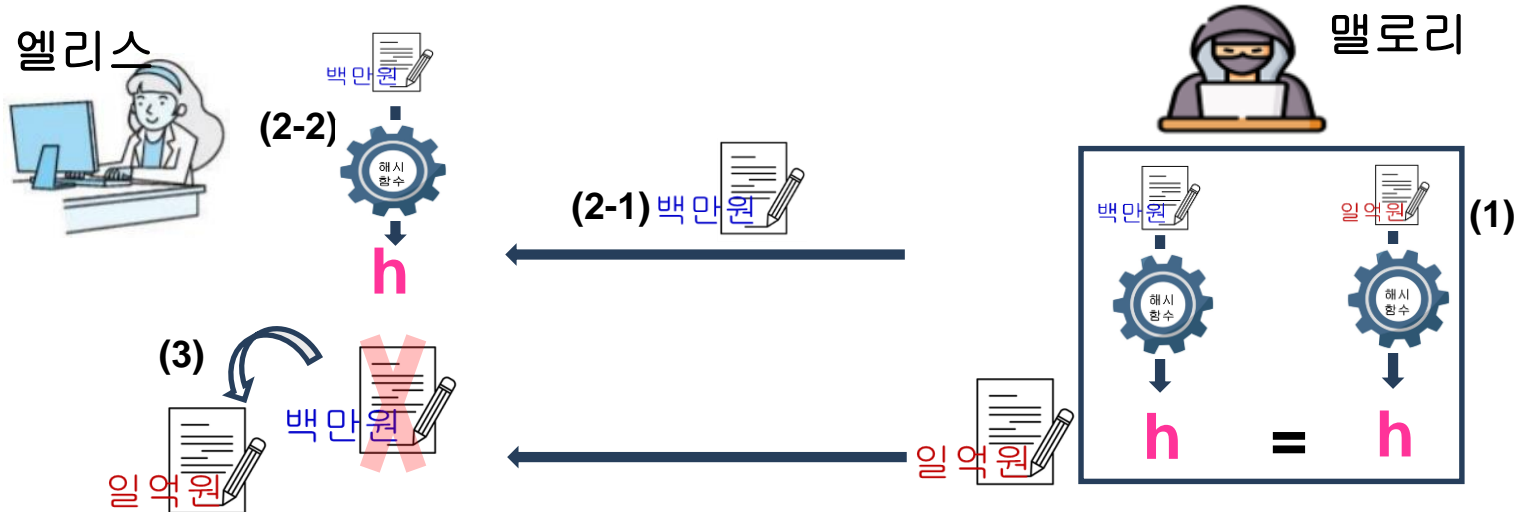 엘리스
백만원
(2-2)
해시
함수
h
(2-1) 백만원
맬로리
백만원
일억원
(1)
해시
함수
해시
함수
h = h
(3)
백만원
X
일억원
일억원